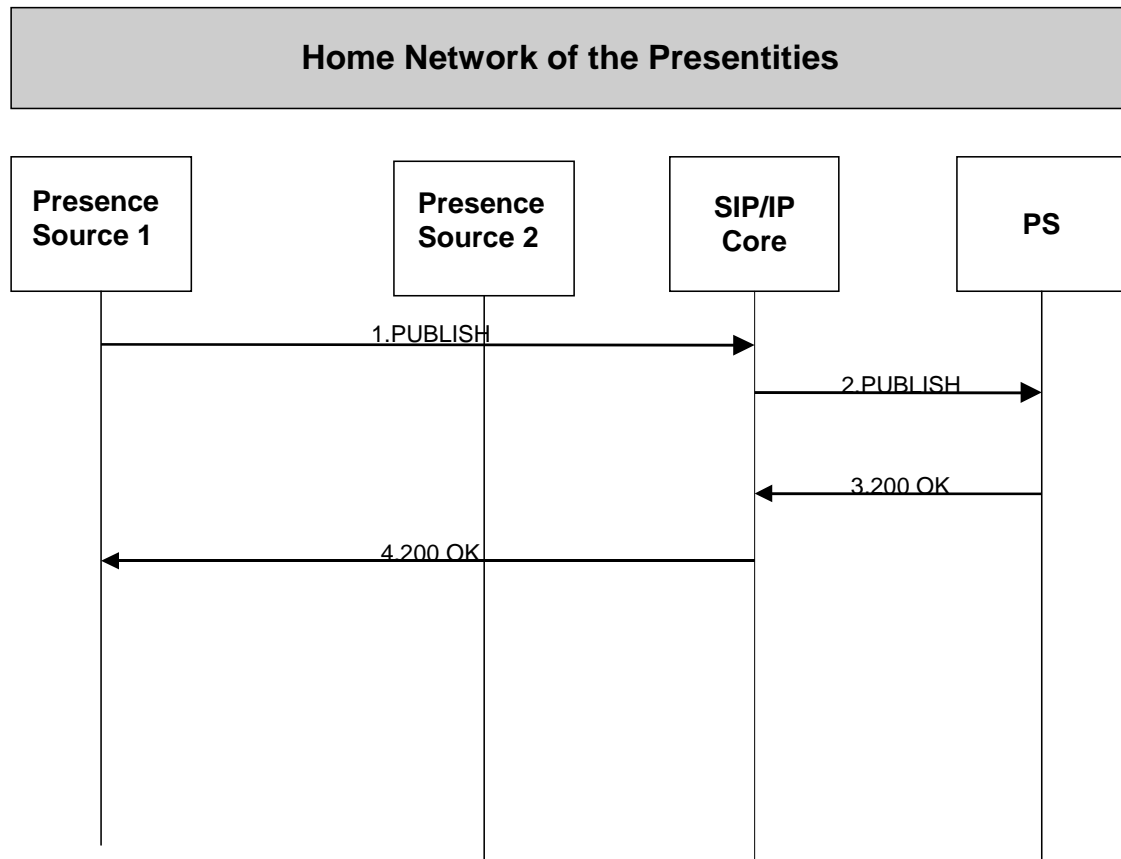 Home Network of the Presentities
Presence
Source 1
Presence
Source 2
SIP/IP
Core
PS
1.PUBLISH
2.PUBLISH
3.200 OK
4.200 OK